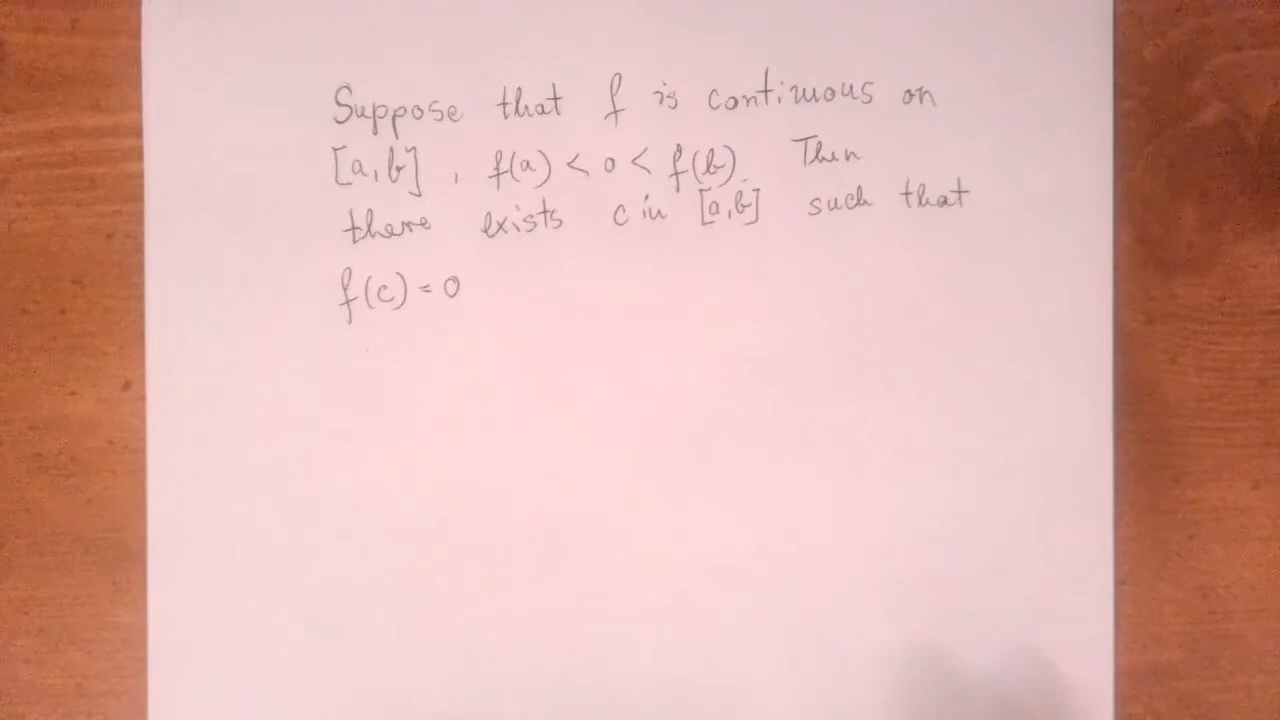 Suppose that f is continuous on
[a,b], f(a) < 0 < f(b). Then
there exists c in [a,b] such that
f(c) = 0